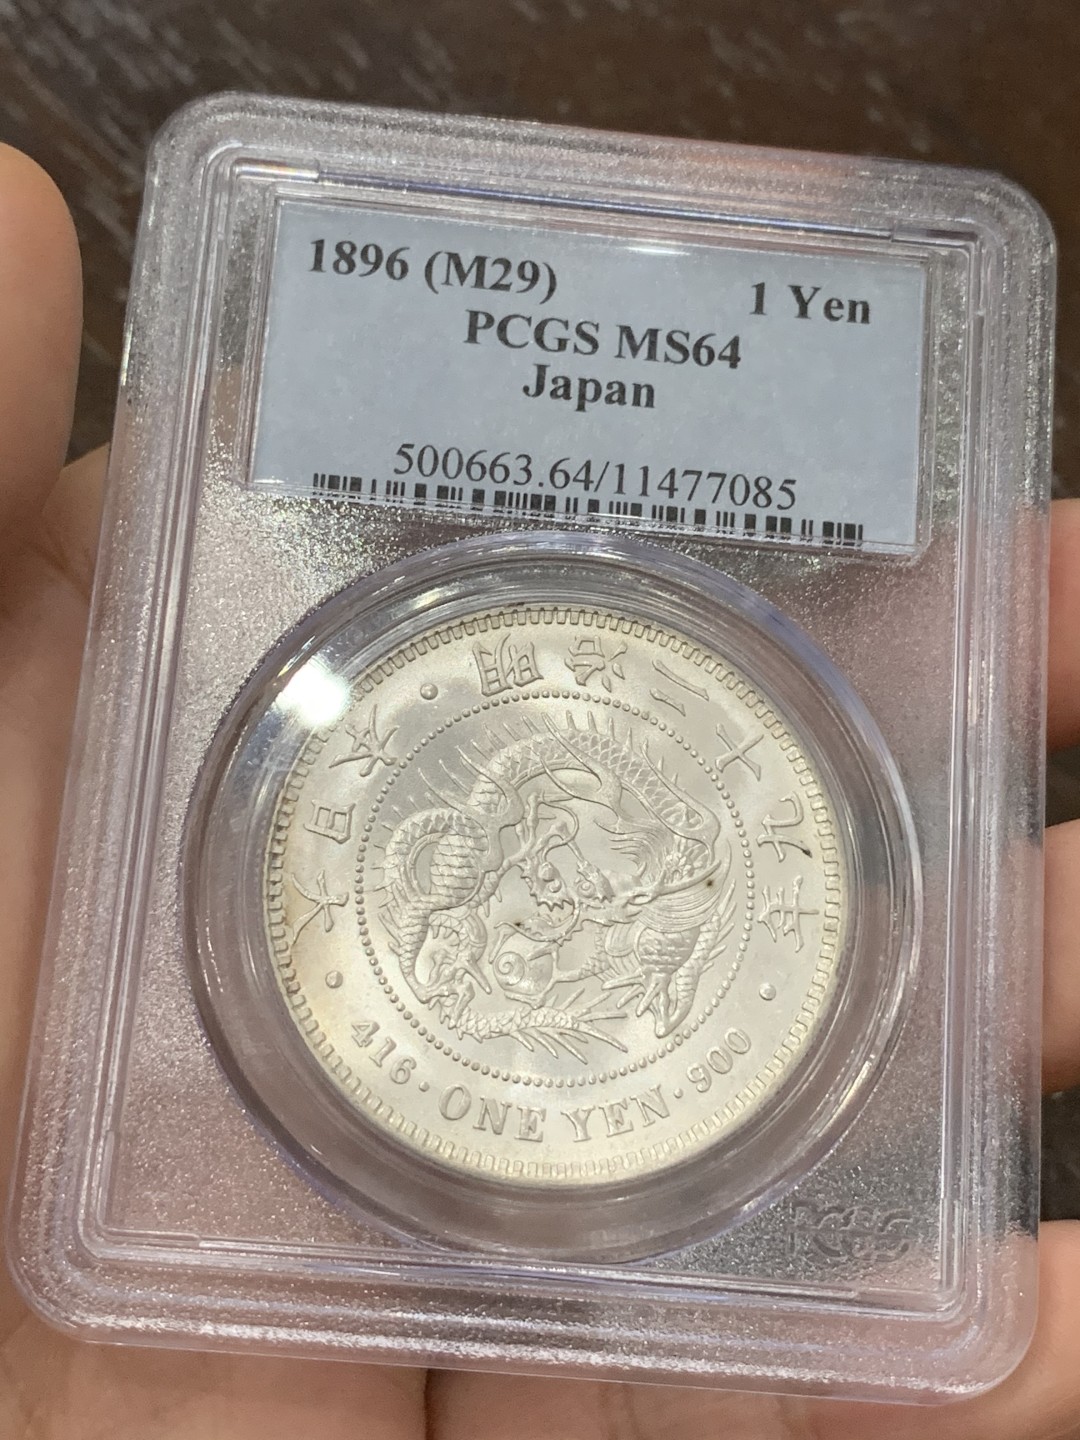 1896 (M29) 1 Yen
PCGS MS64
Japan
500663.64/11477085
大日本 · 明治二十九年 ·
416 · ONE YEN · 900
PCGS